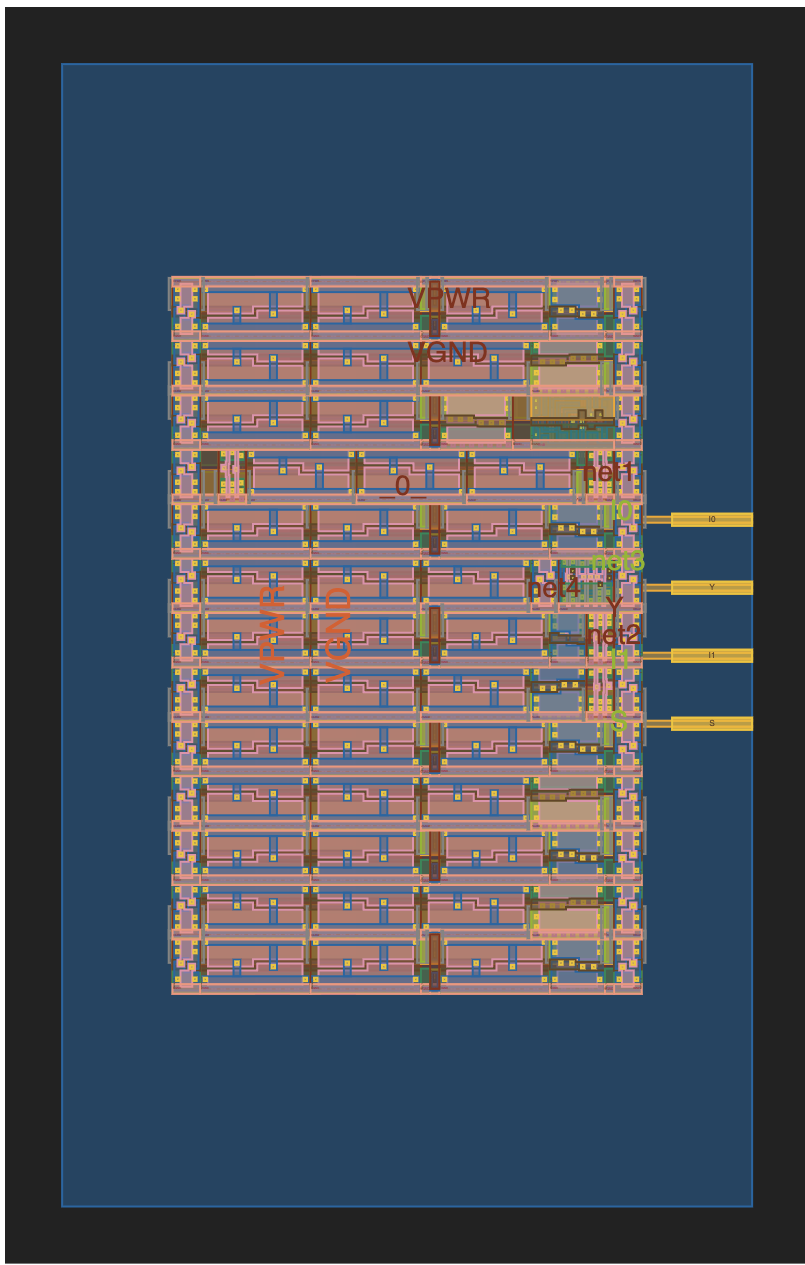 VPWR
VGND
net1
_0_
I0
I0
net3
net4
Y
Y
VPWR
VGND
net2
I1
I1
S
S